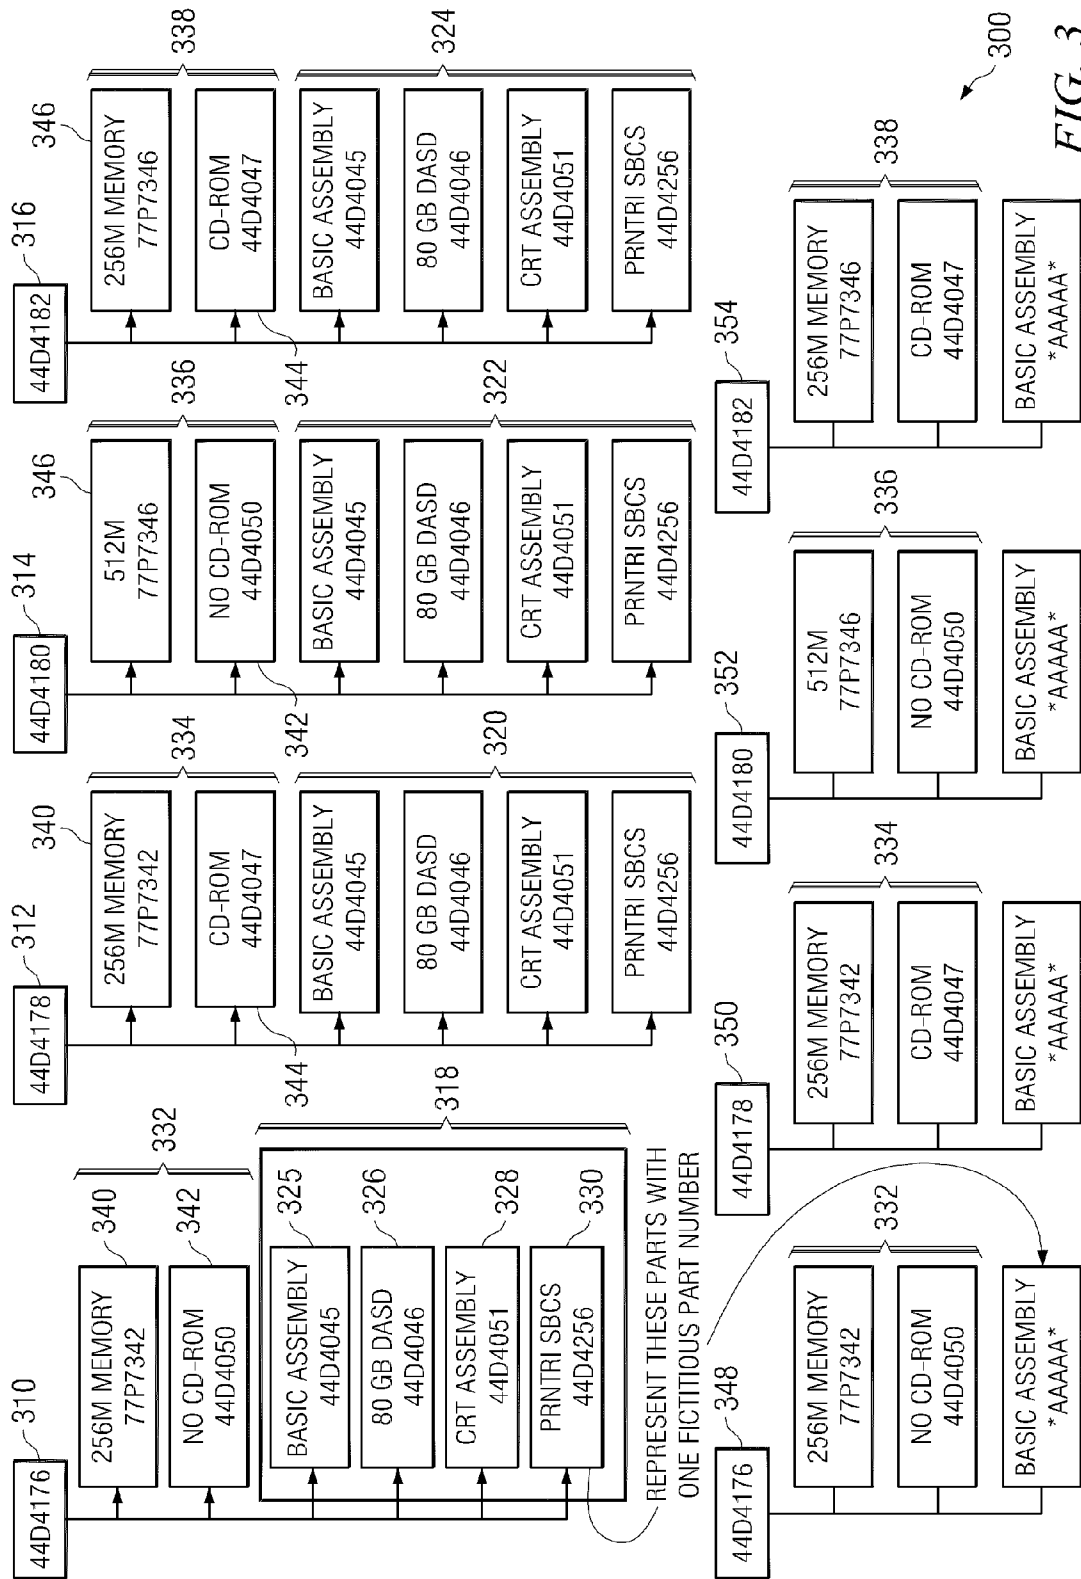 44D4176
310
256M MEMORY
77P7342
340
NO CD-ROM
44D4050
342
332
BASIC ASSEMBLY
44D4045
325
80 GB DASD
44D4046
326
CRT ASSEMBLY
44D4051
328
PRNTRI SBCS
44D4256
330
318
REPRESENT THESE PARTS WITH
ONE FICTITIOUS PART NUMBER
44D4178
312
256M MEMORY
77P7342
340
CD-ROM
44D4047
344
334
BASIC ASSEMBLY
44D4045
80 GB DASD
44D4046
CRT ASSEMBLY
44D4051
PRNTRI SBCS
44D4256
320
44D4180
314
512M
77P7346
346
NO CD-ROM
44D4050
342
336
BASIC ASSEMBLY
44D4045
80 GB DASD
44D4046
CRT ASSEMBLY
44D4051
PRNTRI SBCS
44D4256
322
44D4182
316
256M MEMORY
77P7346
346
CD-ROM
44D4047
344
338
BASIC ASSEMBLY
44D4045
80 GB DASD
44D4046
CRT ASSEMBLY
44D4051
PRNTRI SBCS
44D4256
324
44D4176
348
256M MEMORY
77P7342
NO CD-ROM
44D4050
332
BASIC ASSEMBLY
*AAAAA*
44D4178
350
256M MEMORY
77P7342
CD-ROM
44D4047
334
BASIC ASSEMBLY
*AAAAA*
44D4180
352
512M
77P7346
NO CD-ROM
44D4050
336
BASIC ASSEMBLY
*AAAAA*
44D4182
354
256M MEMORY
77P7346
CD-ROM
44D4047
338
BASIC ASSEMBLY
*AAAAA*
300
FIG. 3